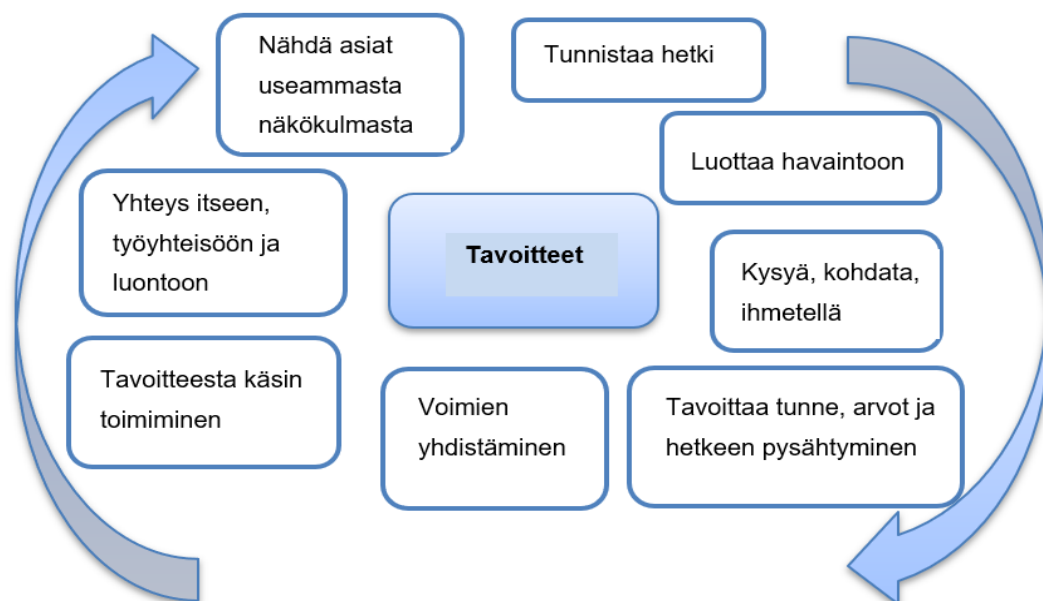 Nähdä asiat
useammasta
näkökulmasta
Tunnistaa hetki
Luottaa havaintoon
Yhteys itseen,
työyhteisöön ja
luontoon
Tavoitteet
Kysyä, kohdata,
ihmetellä
Tavoitteesta käsin
toimiminen
Voimien
yhdistäminen
Tavoittaa tunne, arvot ja
hetkeen pysähtyminen